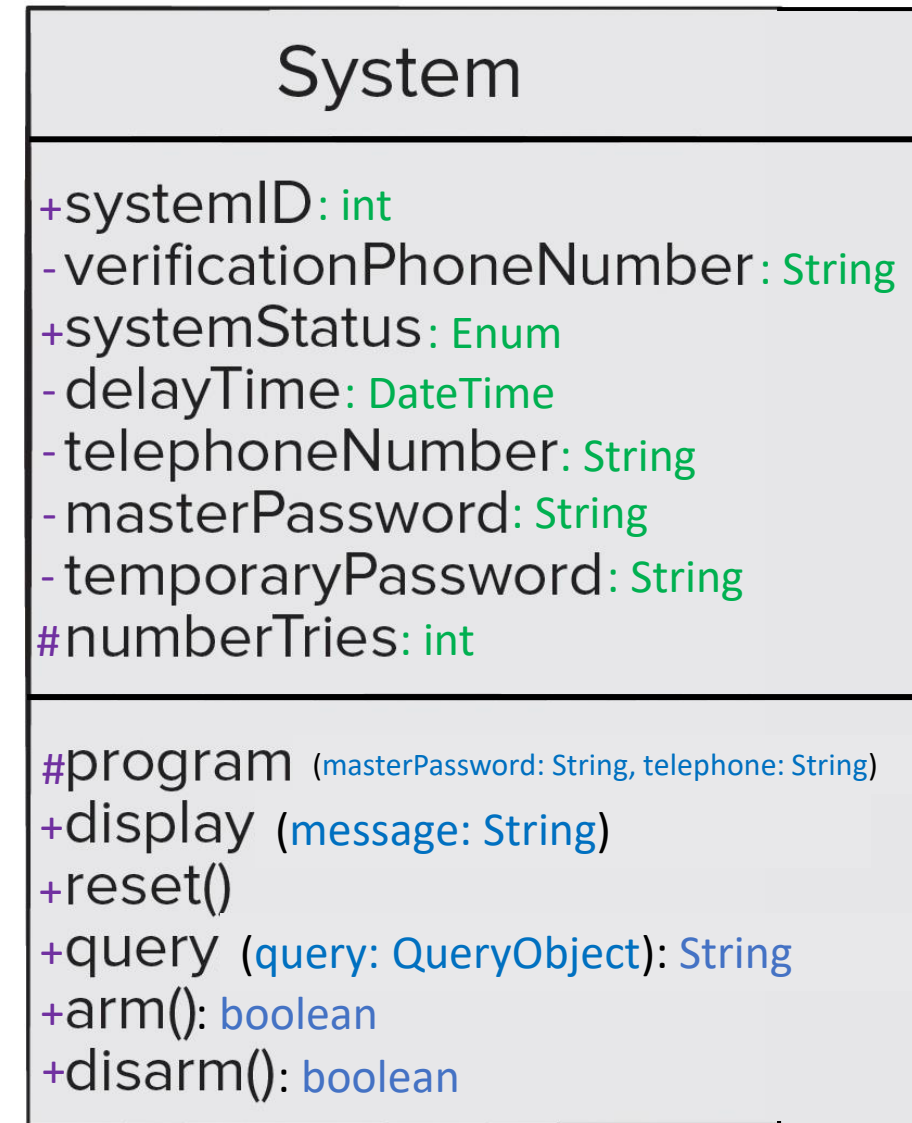 System
+systemID: int
-verificationPhoneNumber: String
+systemStatus: Enum
-delayTime: DateTime
-telephoneNumber: String
-masterPassword: String
-temporaryPassword: String
#numberTries: int
#program (masterPassword: String, telephone: String)
+display (message: String)
+reset()
+query (query: QueryObject): String
+arm(): boolean
+disarm(): boolean